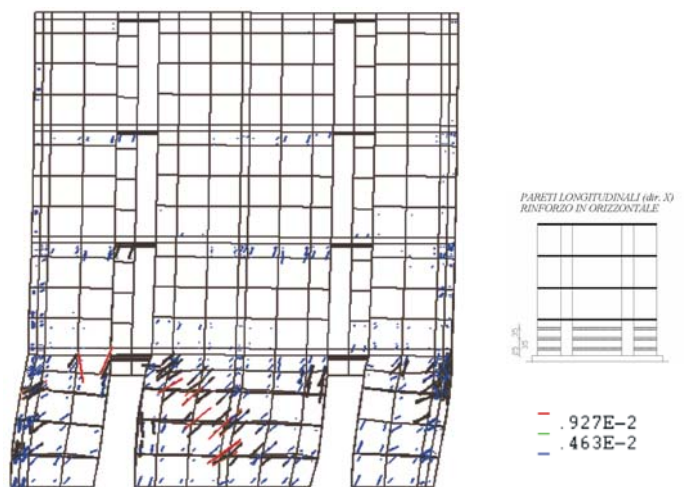 PARETI LONGITUDINALI (dir. X)
RINFORZO IN ORIZZONTALE
.927E-2
.463E-2